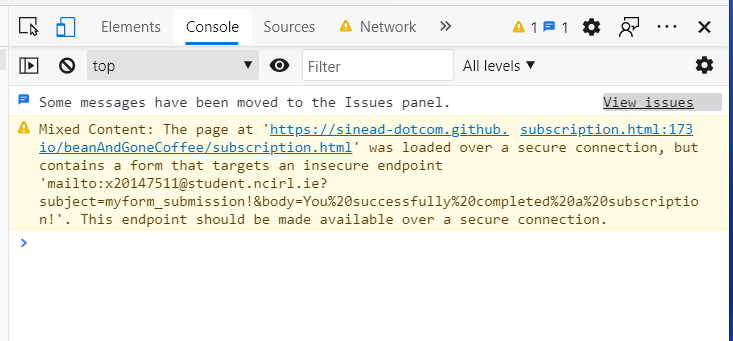 Elements Console Sources Network 1 1
top Filter All levels
Some messages have been moved to the Issues panel. View issues
Mixed Content: The page at 'https://sinead-dotcom.github. subscription.html:173
io/beanAndGoneCoffee/subscription.html' was loaded over a secure connection, but
contains a form that targets an insecure endpoint
'mailto:x20147511@student.ncirl.ie?
subject=myform_submission!&body=You%20successfully%20completed%20a%20subscriptio
n!'. This endpoint should be made available over a secure connection.